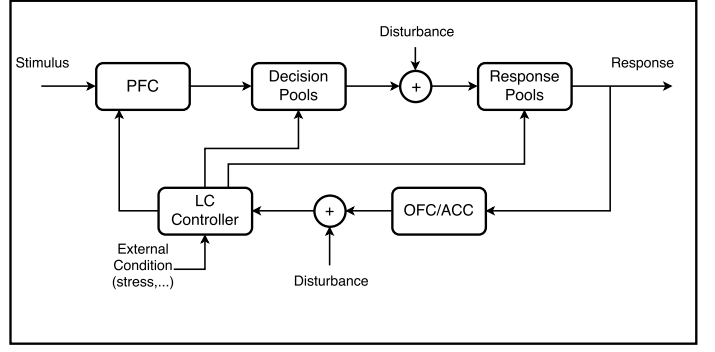 Disturbance
Stimulus
PFC
Decision
Pools
+
Response
Pools
Response
LC
Controller
+
OFC/ACC
External
Condition
(stress,...)
Disturbance